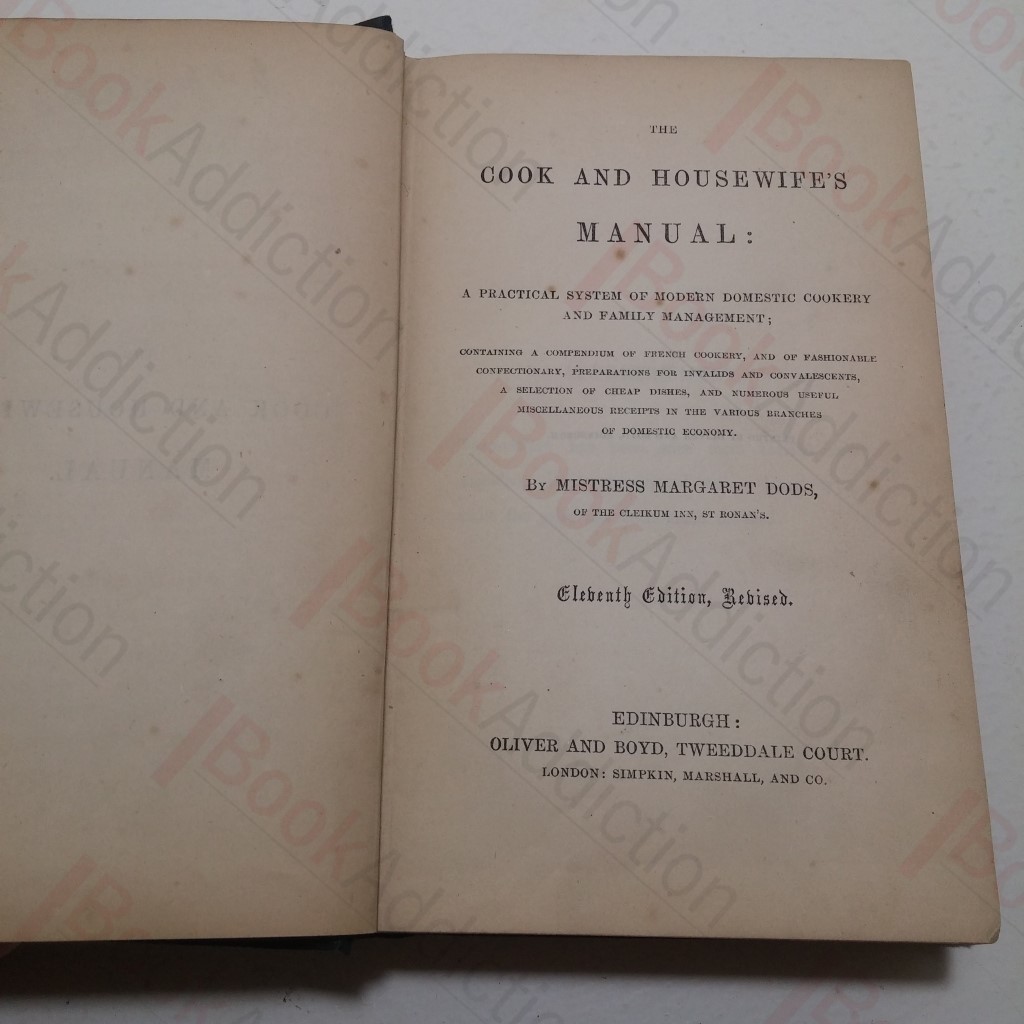 THE
COOK AND HOUSEWIFE'S
MANUAL:
A PRACTICAL SYSTEM OF MODERN DOMESTIC COOKERY
AND FAMILY MANAGEMENT;
CONTAINING A COMPENDIUM OF FRENCH COOKERY, AND OF FASHIONABLE
CONFECTIONARY, PREPARATIONS FOR INVALIDS AND CONVALESCENTS,
A SELECTION OF CHEAP DISHES, AND NUMEROUS USEFUL
MISCELLANEOUS RECEIPTS IN THE VARIOUS BRANCHES
OF DOMESTIC ECONOMY.
BY MISTRESS MARGARET DODS,
OF THE CLEIKUM INN, ST RONAN'S.
Eleventh Edition, Revised.
EDINBURGH:
OLIVER AND BOYD, TWEEDDALE COURT.
LONDON: SIMPKIN, MARSHALL, AND CO.
BookAddiction